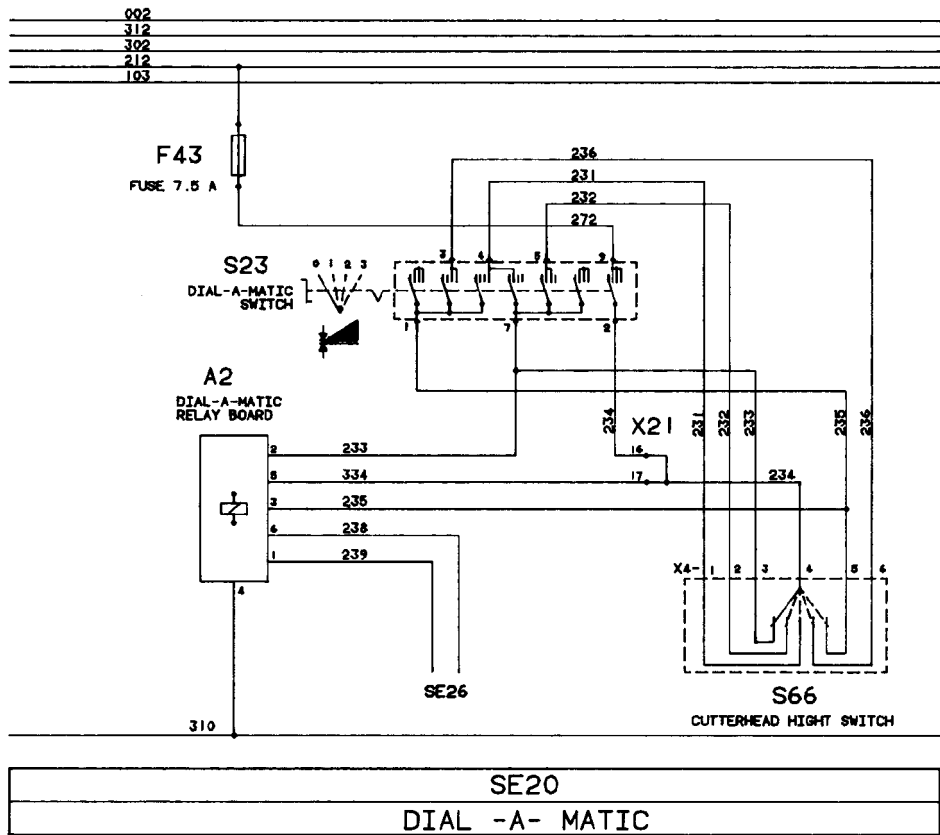 002
312
302
212
103
F43
FUSE 7.5 A
236
231
232
272
S23
DIAL-A-MATIC
SWITCH
0 1 2 3
3 4 5 9
1 7 2
A2
DIAL-A-MATIC
RELAY BOARD
234
X21
231
232
233
235
236
2 233
16
5 334
17
234
3 235
6 238
1 239
4
X4- 1 2 3 4 5 6
SE26
S66
CUTTERHEAD HIGHT SWITCH
310
SE20
DIAL -A- MATIC